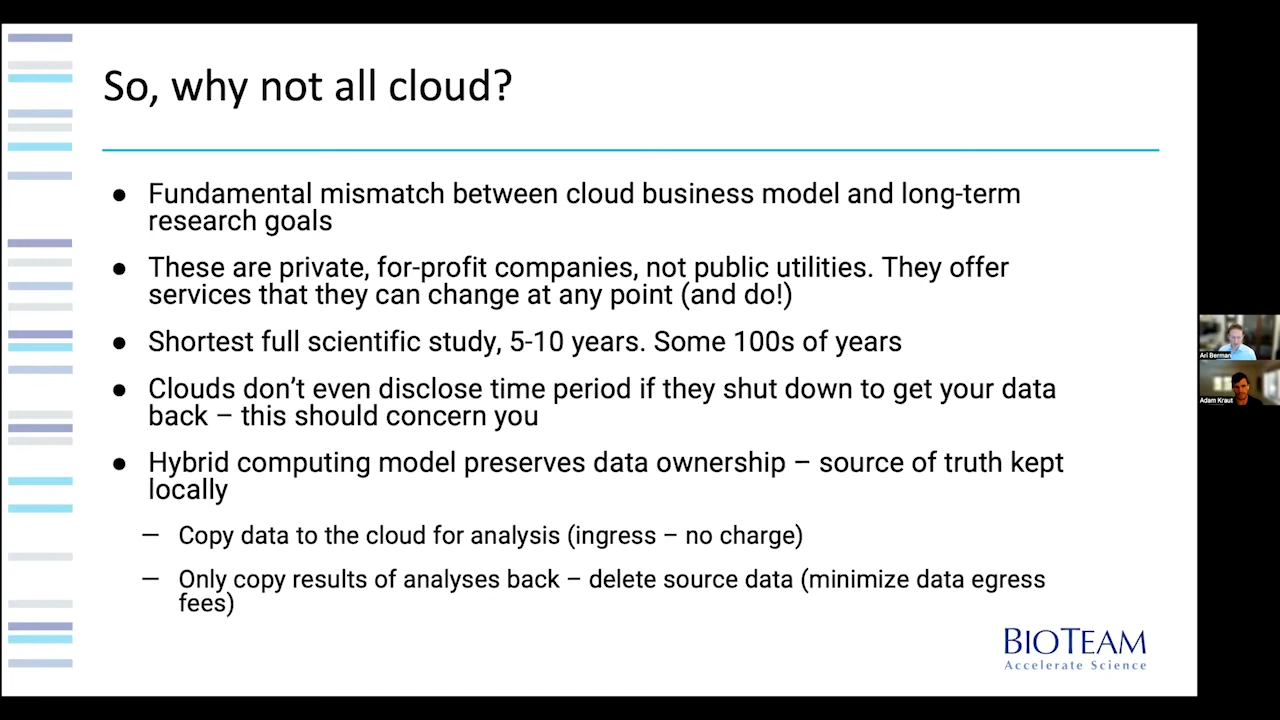 So, why not all cloud?
● Fundamental mismatch between cloud business model and long-term
research goals
● These are private, for-profit companies, not public utilities. They offer
services that they can change at any point (and do!)
● Shortest full scientific study, 5-10 years. Some 100s of years
● Clouds don’t even disclose time period if they shut down to get your data
back – this should concern you
● Hybrid computing model preserves data ownership – source of truth kept
locally
– Copy data to the cloud for analysis (ingress – no charge)
– Only copy results of analyses back – delete source data (minimize data egress
fees)
BIOTEAM
Accelerate Science
Ari Berman
Adam Kraut